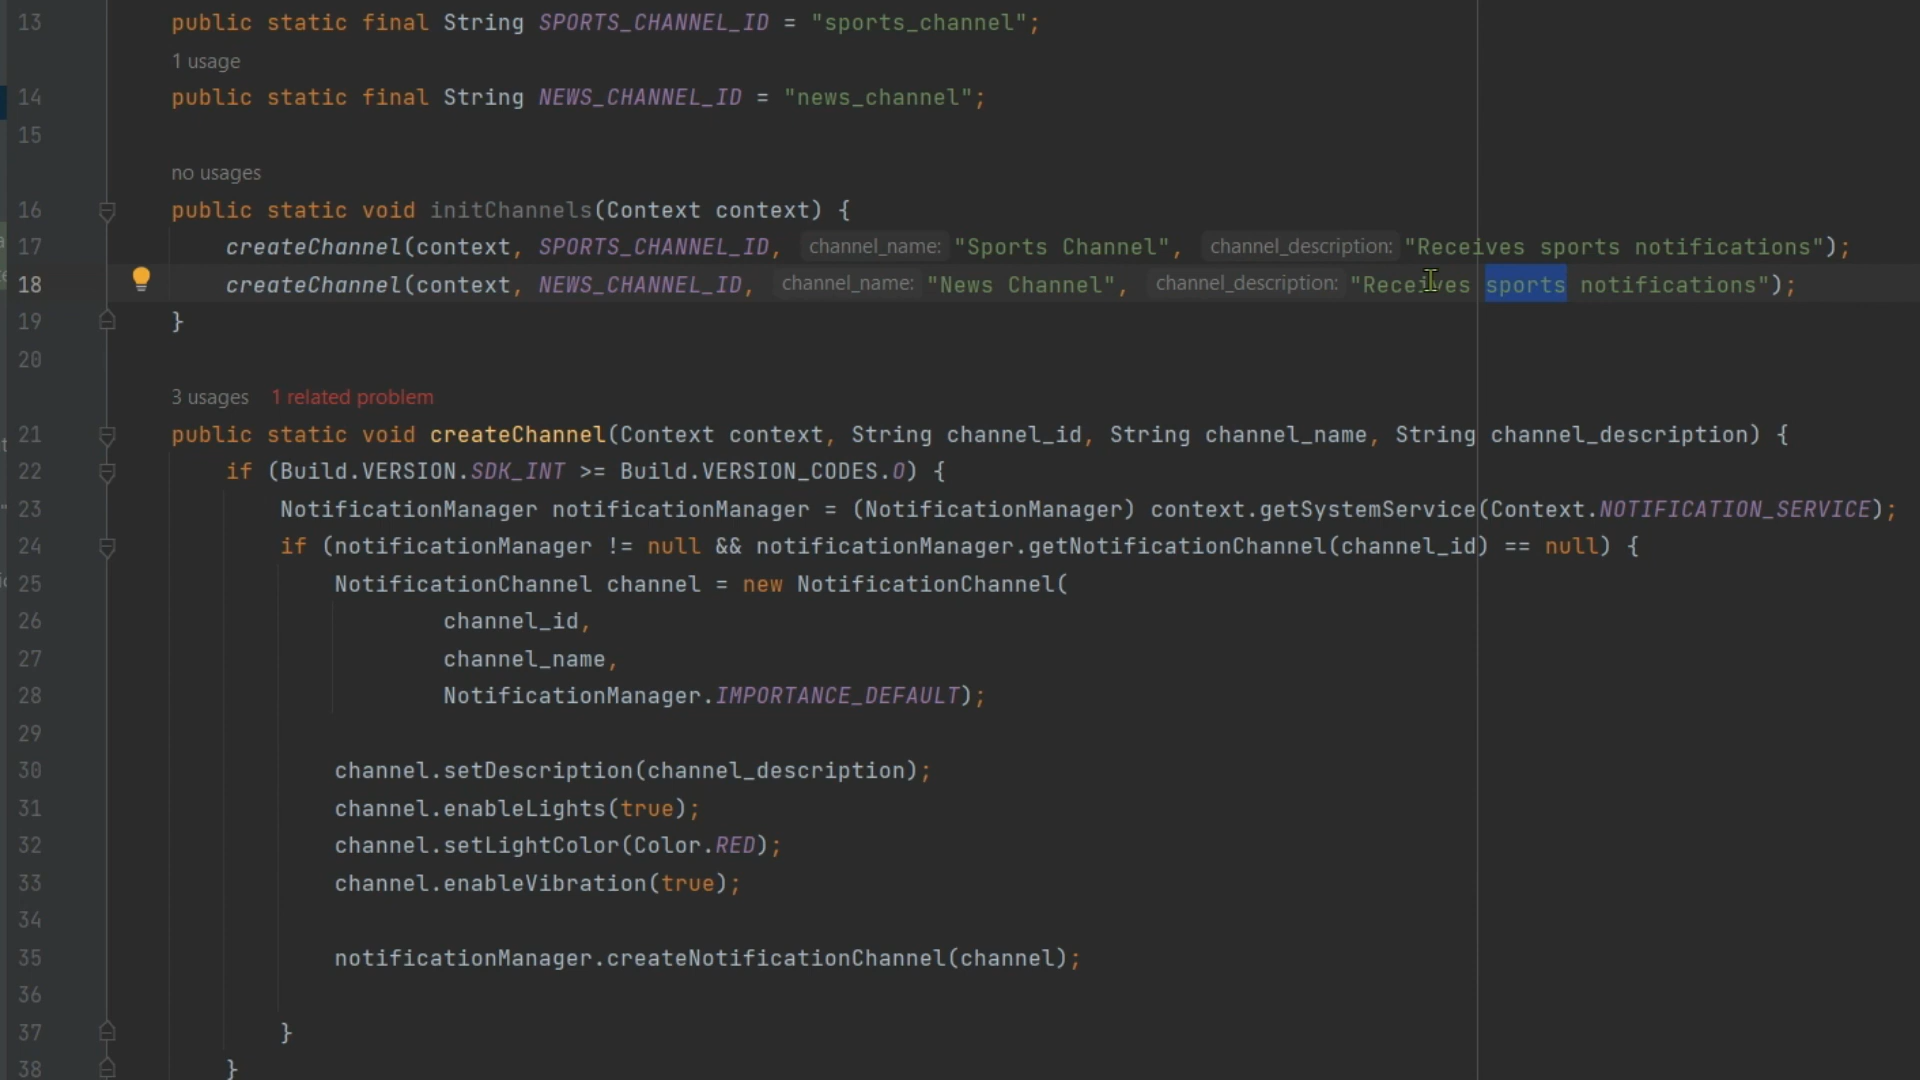 13 public static final String SPORTS_CHANNEL_ID = "sports_channel";
1 usage
14 public static final String NEWS_CHANNEL_ID = "news_channel";
15
no usages
16 public static void initChannels(Context context) {
17 createChannel(context, SPORTS_CHANNEL_ID, channel_name: "Sports Channel", channel_description: "Receives sports notifications");
18 createChannel(context, NEWS_CHANNEL_ID, channel_name: "News Channel", channel_description: "Receives sports notifications");
19 }
20
3 usages 1 related problem
21 public static void createChannel(Context context, String channel_id, String channel_name, String channel_description) {
22 if (Build.VERSION.SDK_INT >= Build.VERSION_CODES.O) {
23 NotificationManager notificationManager = (NotificationManager) context.getSystemService(Context.NOTIFICATION_SERVICE);
24 if (notificationManager != null && notificationManager.getNotificationChannel(channel_id) == null) {
25 NotificationChannel channel = new NotificationChannel(
26 channel_id,
27 channel_name,
28 NotificationManager.IMPORTANCE_DEFAULT);
29
30 channel.setDescription(channel_description);
31 channel.enableLights(true);
32 channel.setLightColor(Color.RED);
33 channel.enableVibration(true);
34
35 notificationManager.createNotificationChannel(channel);
36
37 }
38 }